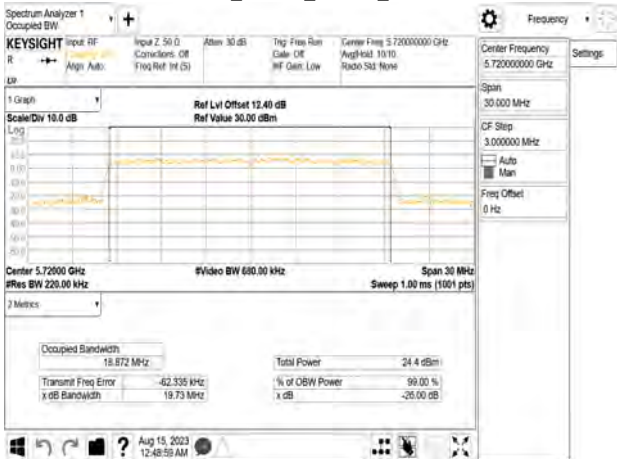 Spectrum Analyzer 1
Occupied BW
+
Frequency
KEYSIGHT
R
Input: RF
Align: Auto
Input Z: 50 Ω
Corrections: Off
Freq Ref: Int (S)
Atten: 30 dB
Trig: Free Run
Gate: Off
#IF Gain: Low
Center Freq: 5.720000000 GHz
Avg|Hold: 10/10
Radio Std: None
Center Frequency
5.720000000 GHz
Settings
Span
30.000 MHz
CF Step
3.000000 MHz
Auto
Man
Freq Offset
0 Hz
1 Graph
Scale/Div 10.0 dB
Log
Ref Lvl Offset 12.40 dB
Ref Value 30.00 dBm
Center 5.72000 GHz
#Res BW 220.00 kHz
#Video BW 680.00 kHz
Span 30 MHz
Sweep 1.00 ms (1001 pts)
2 Metrics
Occupied Bandwidth
18.872 MHz
Total Power
24.4 dBm
Transmit Freq Error
-62.335 kHz
% of OBW Power
99.00 %
x dB Bandwidth
19.73 MHz
x dB
-26.00 dB
?
Aug 15, 2023
12:48:59 AM